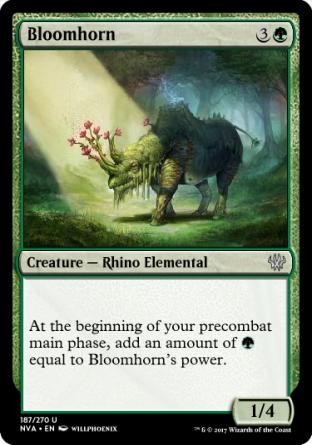 Bloomhorn 3
Creature — Rhino Elemental
At the beginning of your precombat
main phase, add an amount of
equal to Bloomhorn's power.
1/4
187/270 U
NVA • EN WILLPHOENIX
™ & © 2017 Wizards of the Coast